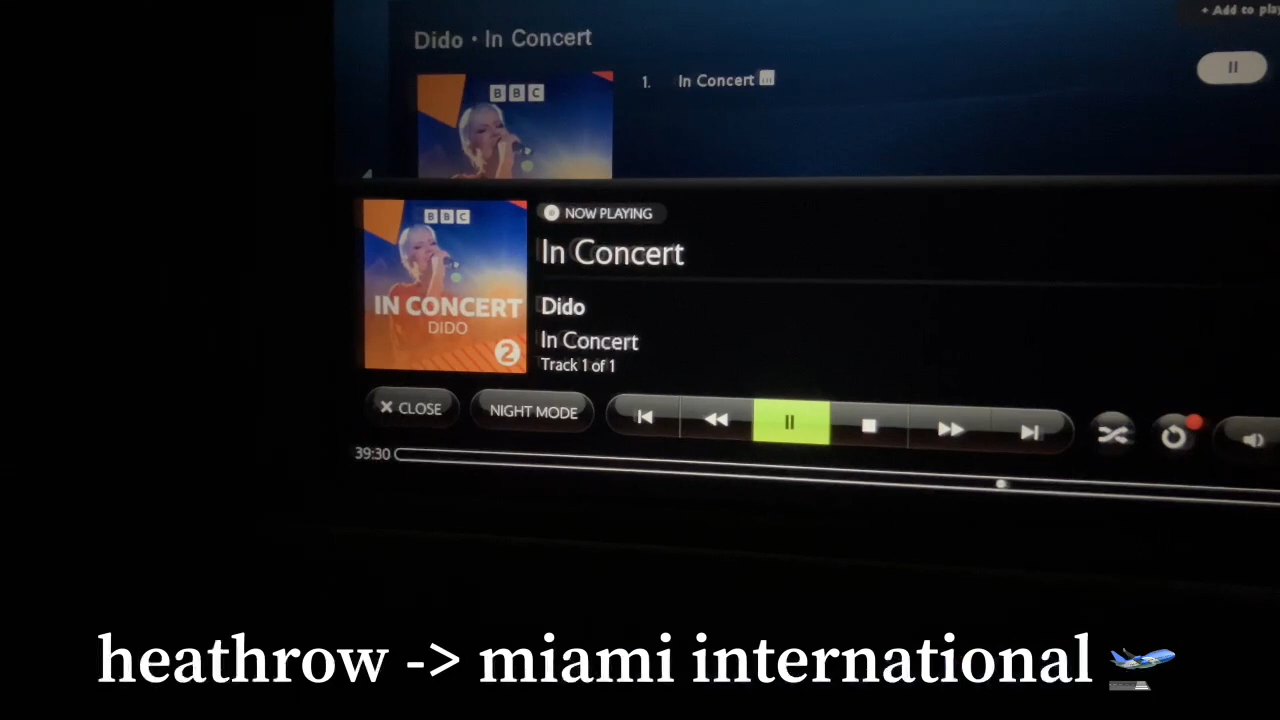 + Add to play
Dido · In Concert
BBC
1. In Concert
BBC
IN CONCERT
DIDO
2
NOW PLAYING
In Concert
Dido
In Concert
Track 1 of 1
CLOSE
NIGHT MODE
39:30
heathrow -> miami international 🛫